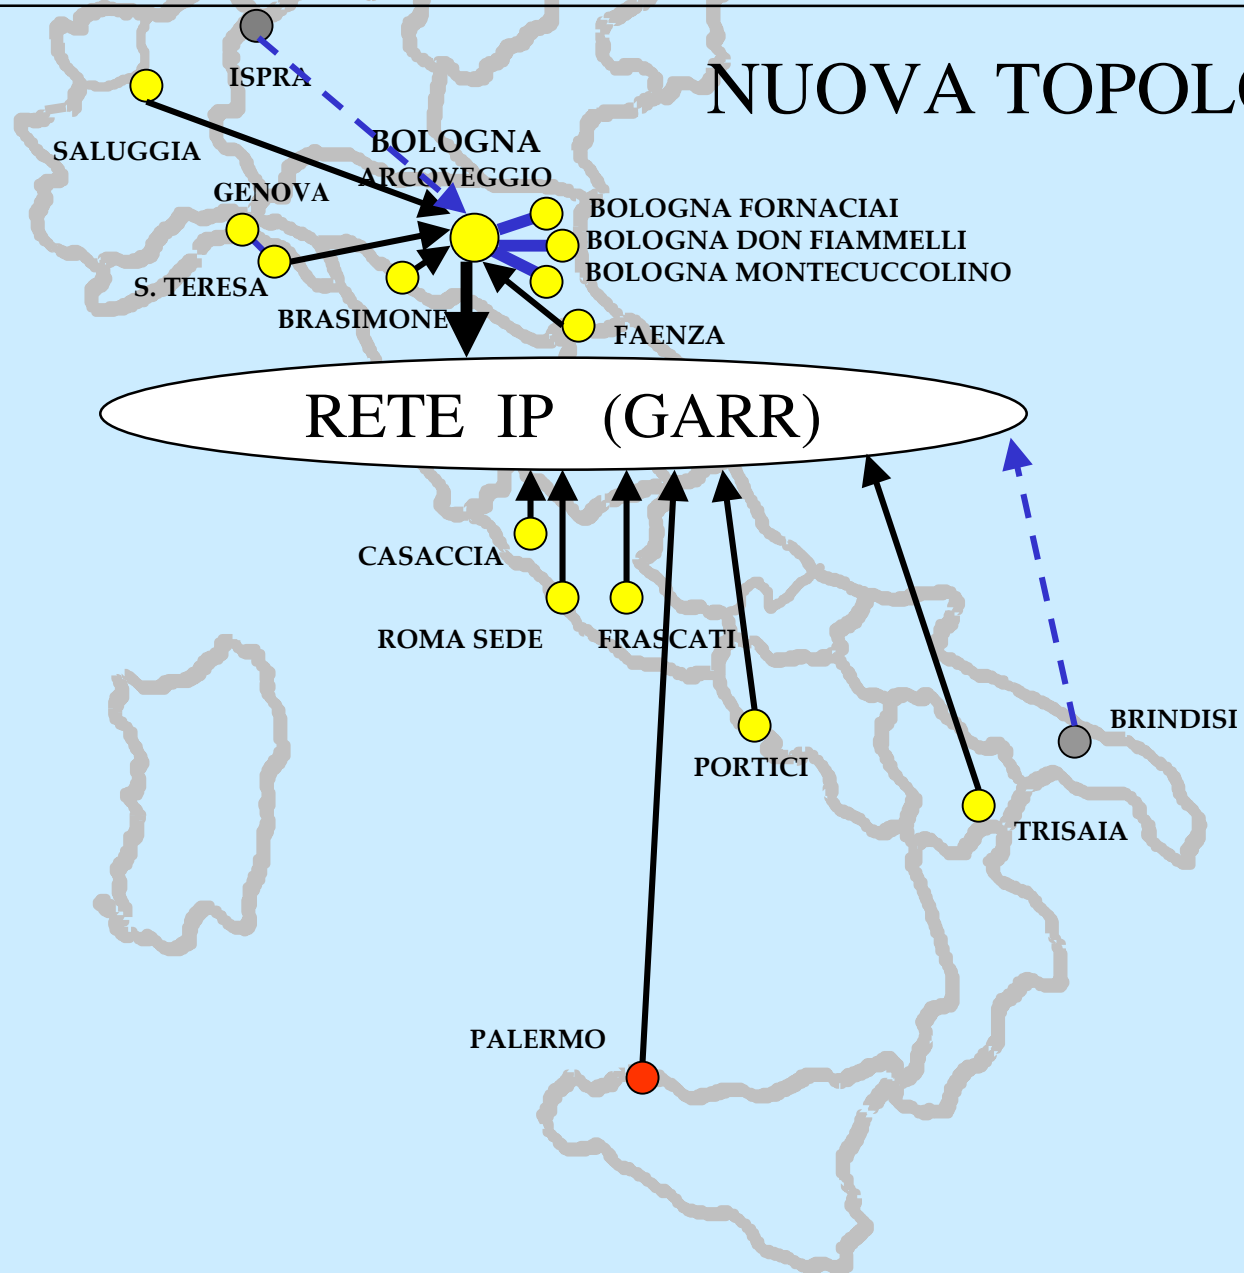 NUOVA TOPOLO
ISPRA
SALUGGIA
BOLOGNA
ARCOVEGGIO
GENOVA
BOLOGNA FORNACIAI
BOLOGNA DON FIAMMELLI
BOLOGNA MONTECUCCOLINO
S. TERESA
BRASIMONE
FAENZA
RETE IP (GARR)
CASACCIA
ROMA SEDE
FRASCATI
BRINDISI
PORTICI
TRISAIA
PALERMO